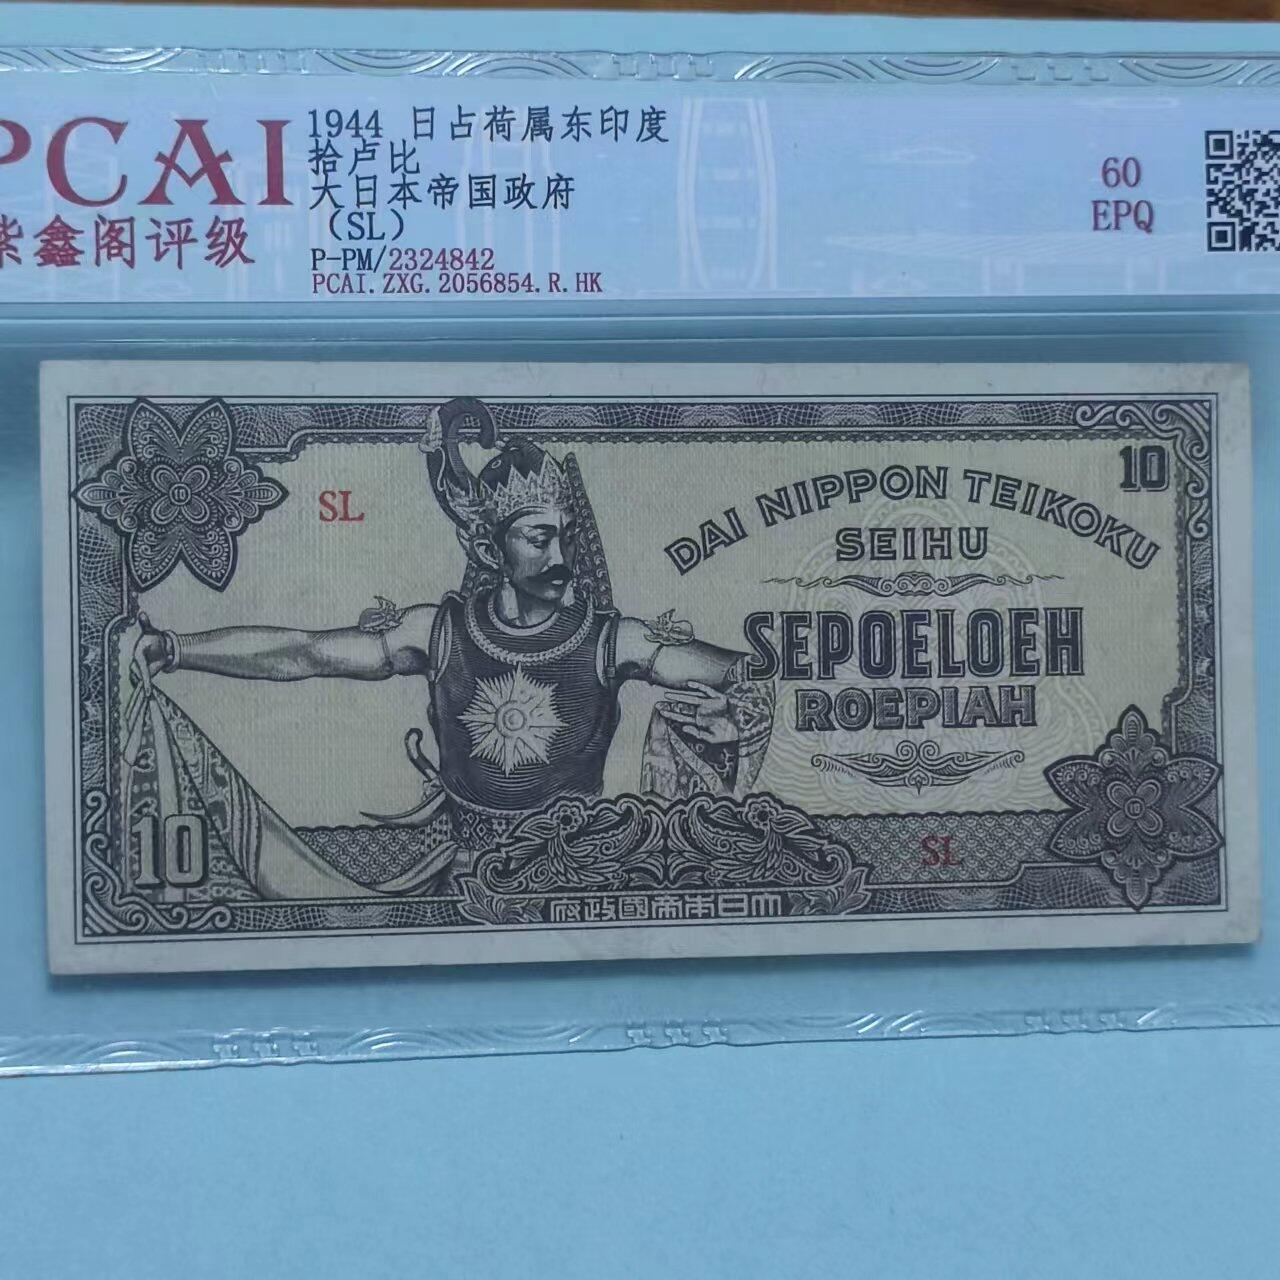 PCAI
紫鑫阁评级
1944 日占荷属东印度
拾卢比
大日本帝国政府
(SL)
P-PM/2324842
PCAI.ZXG.2056854.R.HK
60
EPQ
10
SL
DAI NIPPON TEIKOKU
SEIHU
SEPOELOEH
ROEPIAH
10
SL
府政國帝本日大